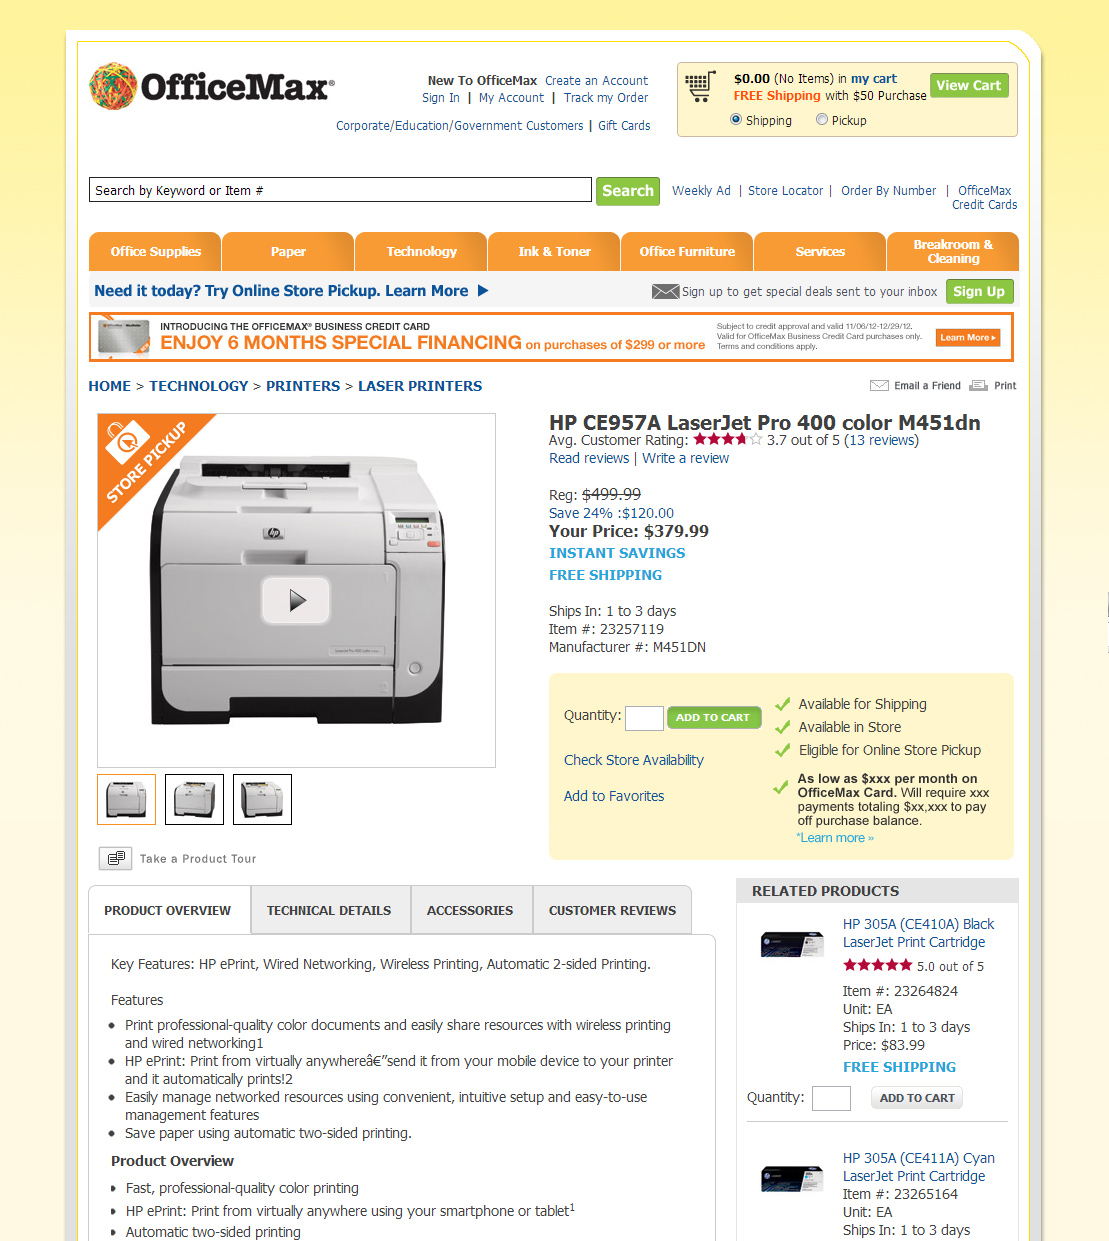 OfficeMax®
New To OfficeMax Create an Account
Sign In | My Account | Track my Order
Corporate/Education/Government Customers | Gift Cards
$0.00 (No Items) in my cart
FREE Shipping with $50 Purchase
View Cart
Shipping Pickup
Search by Keyword or Item #
Search
Weekly Ad | Store Locator | Order By Number | OfficeMax
Credit Cards
Office Supplies
Paper
Technology
Ink & Toner
Office Furniture
Services
Breakroom &
Cleaning
Need it today? Try Online Store Pickup. Learn More
Sign up to get special deals sent to your inbox
Sign Up
INTRODUCING THE OFFICEMAX® BUSINESS CREDIT CARD
ENJOY 6 MONTHS SPECIAL FINANCING on purchases of $299 or more
Subject to credit approval and valid 11/06/12-12/29/12.
Valid for OfficeMax Business Credit Card purchases only.
Terms and conditions apply.
Learn More
HOME > TECHNOLOGY > PRINTERS > LASER PRINTERS
Email a Friend
Print
STORE PICKUP
hp
HP CE957A LaserJet Pro 400 color M451dn
Avg. Customer Rating: 3.7 out of 5 (13 reviews)
Read reviews | Write a review
Reg: $499.99
Save 24% :$120.00
Your Price: $379.99
INSTANT SAVINGS
FREE SHIPPING
Ships In: 1 to 3 days
Item #: 23257119
Manufacturer #: M451DN
Quantity:
ADD TO CART
Check Store Availability
Add to Favorites
Available for Shipping
Available in Store
Eligible for Online Store Pickup
As low as $xxx per month on
OfficeMax Card. Will require xxx
payments totaling $xx,xxx to pay
off purchase balance.
*Learn more »
Take a Product Tour
PRODUCT OVERVIEW
TECHNICAL DETAILS
ACCESSORIES
CUSTOMER REVIEWS
Key Features: HP ePrint, Wired Networking, Wireless Printing, Automatic 2-sided Printing.
Features
Print professional-quality color documents and easily share resources with wireless printing
and wired networking1
HP ePrint: Print from virtually anywhereâ€”send it from your mobile device to your printer
and it automatically prints!2
Easily manage networked resources using convenient, intuitive setup and easy-to-use
management features
Save paper using automatic two-sided printing.
Product Overview
Fast, professional-quality color printing
HP ePrint: Print from virtually anywhere using your smartphone or tablet1
Automatic two-sided printing
RELATED PRODUCTS
HP 305A (CE410A) Black
LaserJet Print Cartridge
5.0 out of 5
Item #: 23264824
Unit: EA
Ships In: 1 to 3 days
Price: $83.99
FREE SHIPPING
Quantity:
ADD TO CART
HP 305A (CE411A) Cyan
LaserJet Print Cartridge
Item #: 23265164
Unit: EA
Ships In: 1 to 3 days